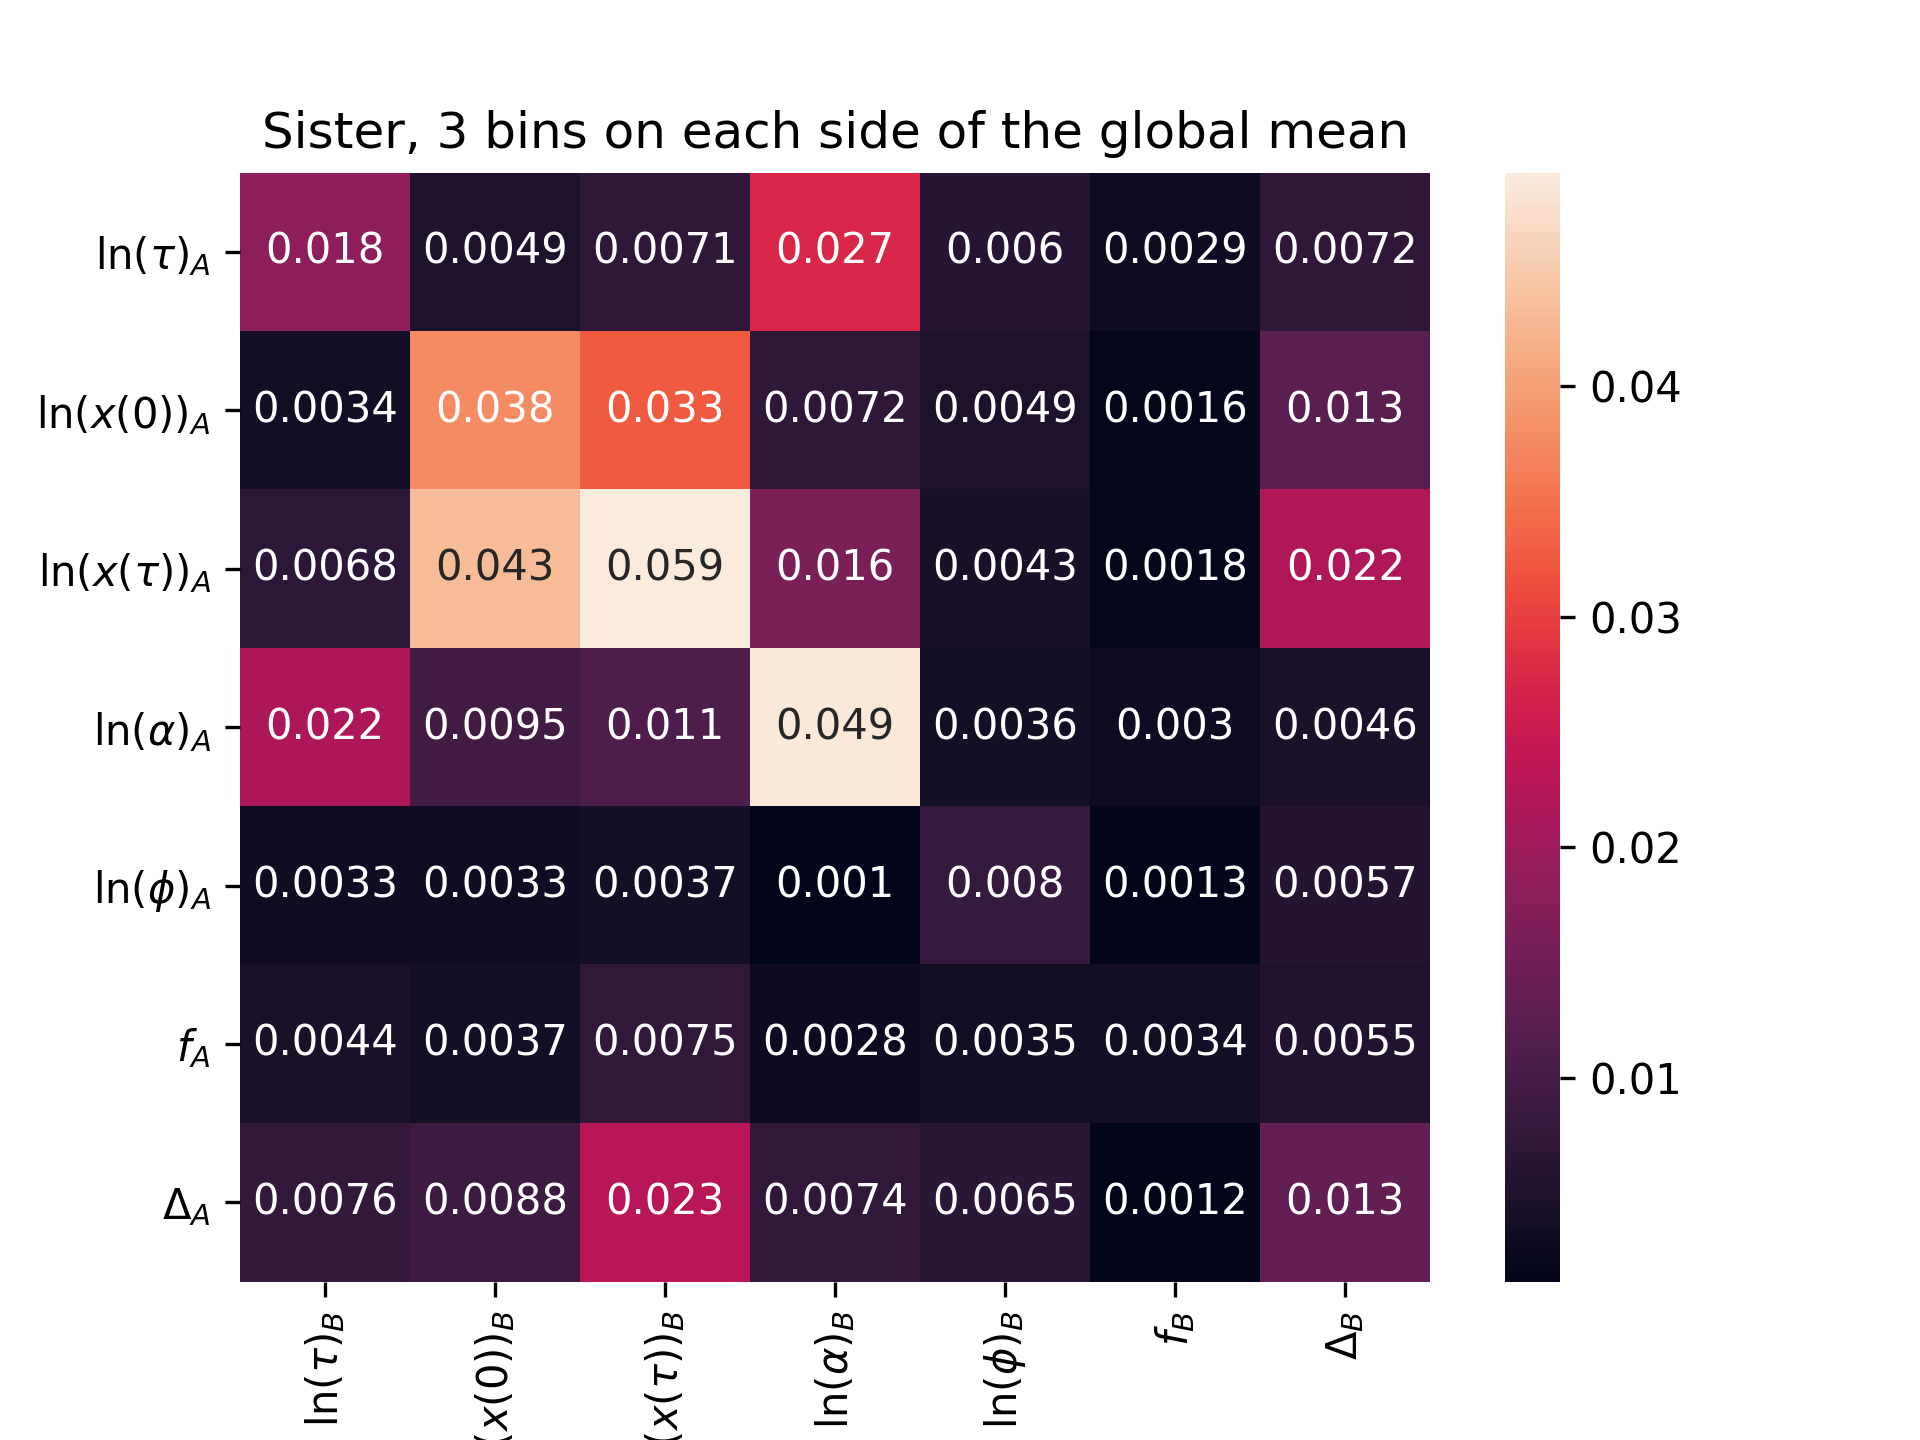 Sister, 3 bins on each side of the global mean
ln(τ)A 0.018 0.0049 0.0071 0.027 0.006 0.0029 0.0072
ln(x(0))A 0.0034 0.038 0.033 0.0072 0.0049 0.0016 0.013
ln(x(τ))A 0.0068 0.043 0.059 0.016 0.0043 0.0018 0.022
ln(α)A 0.022 0.0095 0.011 0.049 0.0036 0.003 0.0046
ln(ϕ)A 0.0033 0.0033 0.0037 0.001 0.008 0.0013 0.0057
fA 0.0044 0.0037 0.0075 0.0028 0.0035 0.0034 0.0055
ΔA 0.0076 0.0088 0.023 0.0074 0.0065 0.0012 0.013
ln(τ)B (x(0))B (x(τ))B ln(α)B ln(ϕ)B fB ΔB
0.04
0.03
0.02
0.01